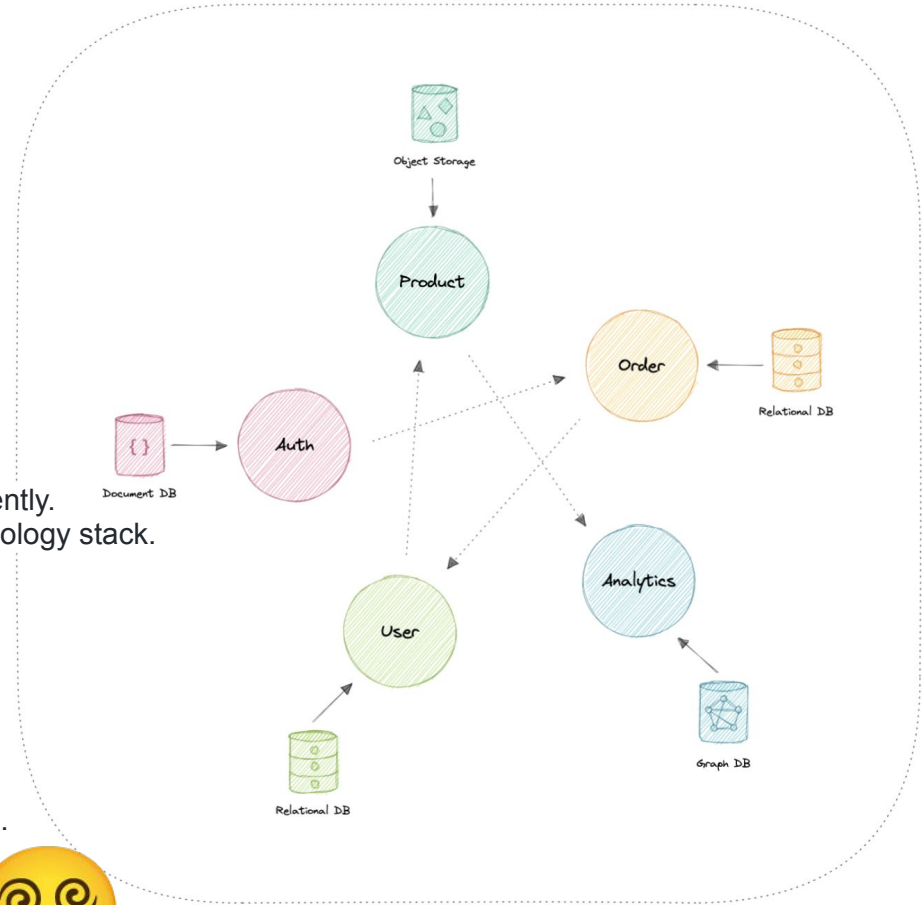 Object Storage
Product
Order
Relational DB
Auth
{ }
Document DB
ently.
ology stack.
Analytics
User
Graph DB
Relational DB
.